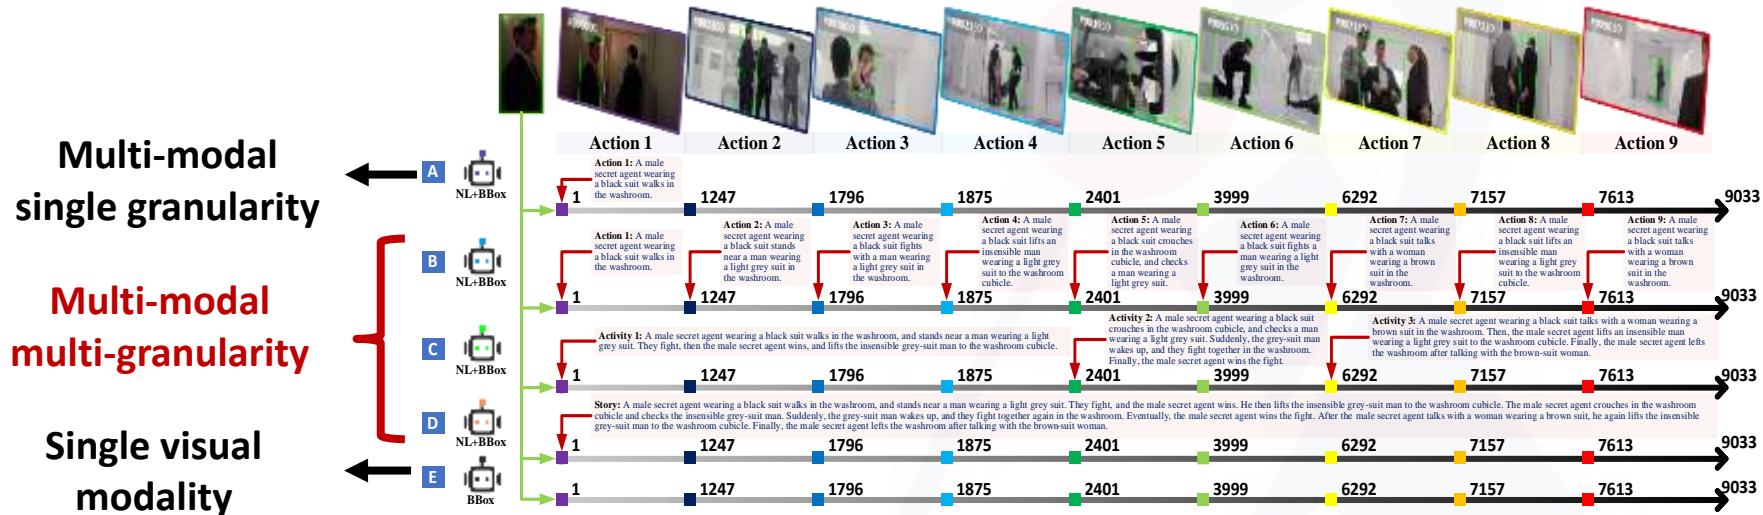 Action 1
Action 2
Action 3
Action 4
Action 5
Action 6
Action 7
Action 8
Action 9
Multi-modal
single granularity
A
NL+BBox
Action 1: A male
secret agent wearing
a black suit walks in
the washroom.
1
1247
1796
1875
2401
3999
6292
7157
7613
9033
Multi-modal
multi-granularity
B
NL+BBox
Action 1: A male
secret agent wearing
a black suit walks in
the washroom.
Action 2: A male
secret agent wearing
a black suit stands
near a man wearing
a light grey suit in
the washroom.
Action 3: A male
secret agent wearing
a black suit fights
with a man wearing
a light grey suit in
the washroom.
Action 4: A male
secret agent wearing
a black suit lifts an
insensible man
wearing a light grey
suit to the washroom
cubicle.
Action 5: A male
secret agent wearing
a black suit crouches
in the washroom
cubicle, and checks
a man wearing a
light grey suit.
Action 6: A male
secret agent wearing
a black suit fights a
man wearing a light
grey suit in the
washroom.
Action 7: A male
secret agent wearing
a black suit talks
with a woman
wearing a brown
suit in the
washroom.
Action 8: A male
secret agent wearing
a black suit lifts an
insensible man
wearing a light grey
suit to the washroom
cubicle.
Action 9: A male
secret agent wearing
a black suit talks
with a woman
wearing a brown
suit in the
washroom.
1
1247
1796
1875
2401
3999
6292
7157
7613
9033
C
NL+BBox
Activity 1: A male secret agent wearing a black suit walks in the washroom, and stands near a man wearing a light
grey suit. They fight, then the male secret agent wins, and lifts the insensible grey-suit man to the washroom cubicle.
Activity 2: A male secret agent wearing a black suit
crouches in the washroom cubicle, and checks a man
wearing a light grey suit. Suddenly, the grey-suit man
wakes up, and they fight together in the washroom.
Finally, the male secret agent wins the fight.
Activity 3: A male secret agent wearing a black suit talks with a woman wearing a
brown suit in the washroom. Then, the male secret agent lifts an insensible man
wearing a light grey suit to the washroom cubicle. Finally, the male secret agent lefts
the washroom after talking with the brown-suit woman.
1
1247
1796
1875
2401
3999
6292
7157
7613
9033
D
NL+BBox
Story: A male secret agent wearing a black suit walks in the washroom, and stands near a man wearing a light grey suit. They fight, and the male secret agent wins. He then lifts the insensible grey-suit man to the washroom cubicle. The male secret agent crouches in the washroom
cubicle and checks the insensible grey-suit man. Suddenly, the grey-suit man wakes up, and they fight together again in the washroom. Eventually, the male secret agent wins the fight. After the male secret agent talks with a woman wearing a brown suit, he again lifts the insensible
grey-suit man to the washroom cubicle. Finally, the male secret agent lefts the washroom after talking with the brown-suit woman.
1
1247
1796
1875
2401
3999
6292
7157
7613
9033
Single visual
modality
E
BBox
1
1247
1796
1875
2401
3999
6292
7157
7613
9033